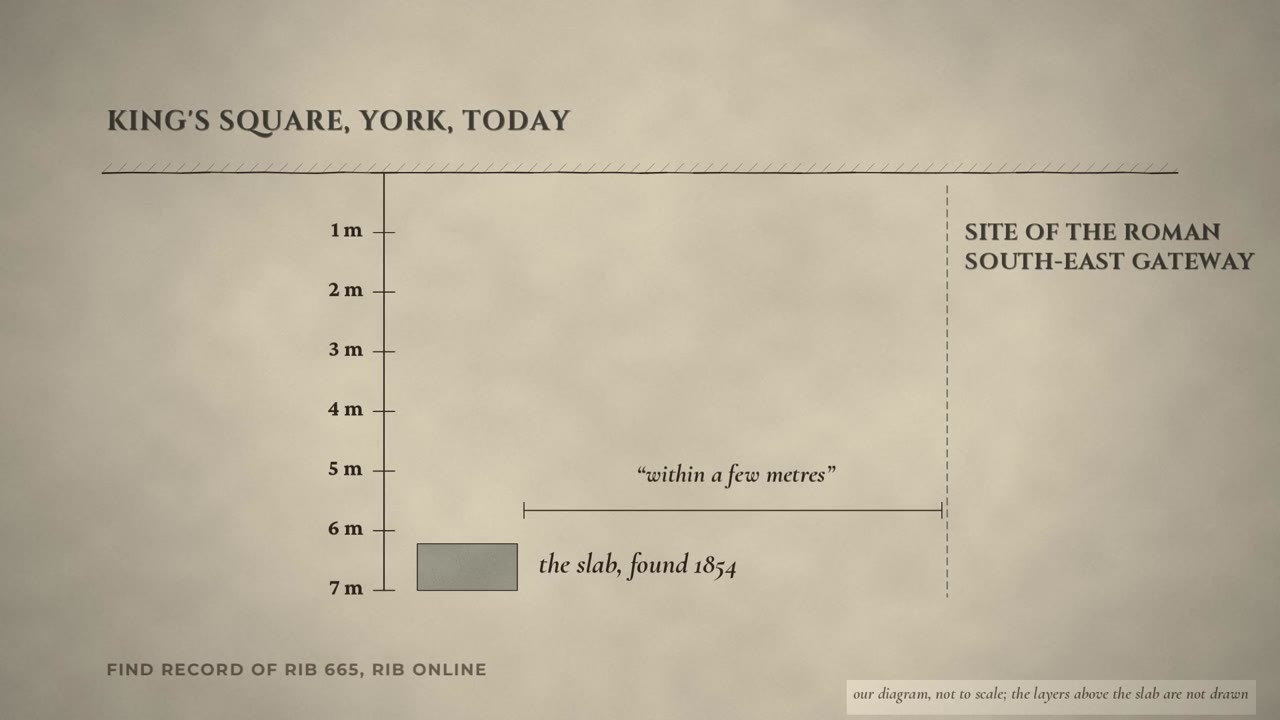 KING'S SQUARE, YORK, TODAY
1 m
SITE OF THE ROMAN
SOUTH-EAST GATEWAY
2 m
3 m
4 m
5 m
“within a few metres”
6 m
the slab, found 1854
7 m
FIND RECORD OF RIB 665, RIB ONLINE
our diagram, not to scale; the layers above the slab are not drawn